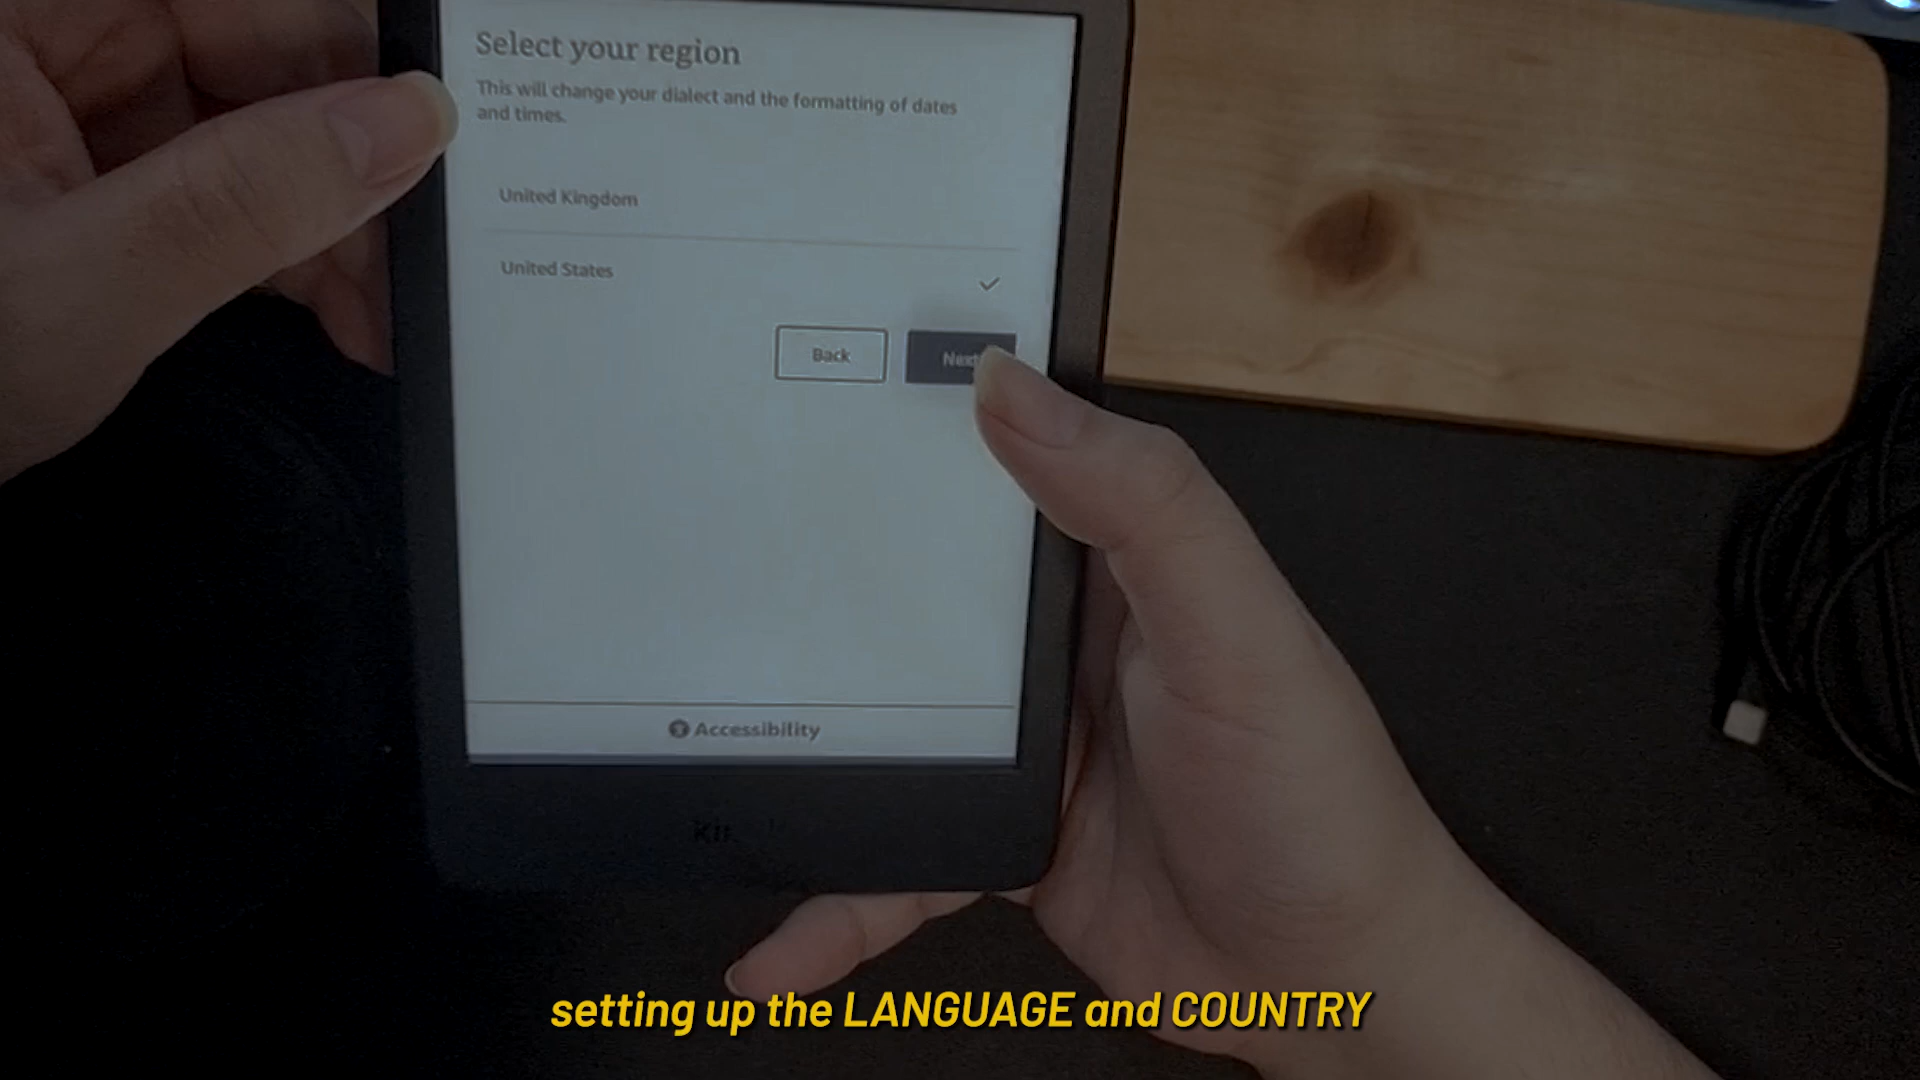 Select your region
This will change your dialect and the formatting of dates
and times.
United Kingdom
United States
Back
Next
Accessibility
setting up the LANGUAGE and COUNTRY